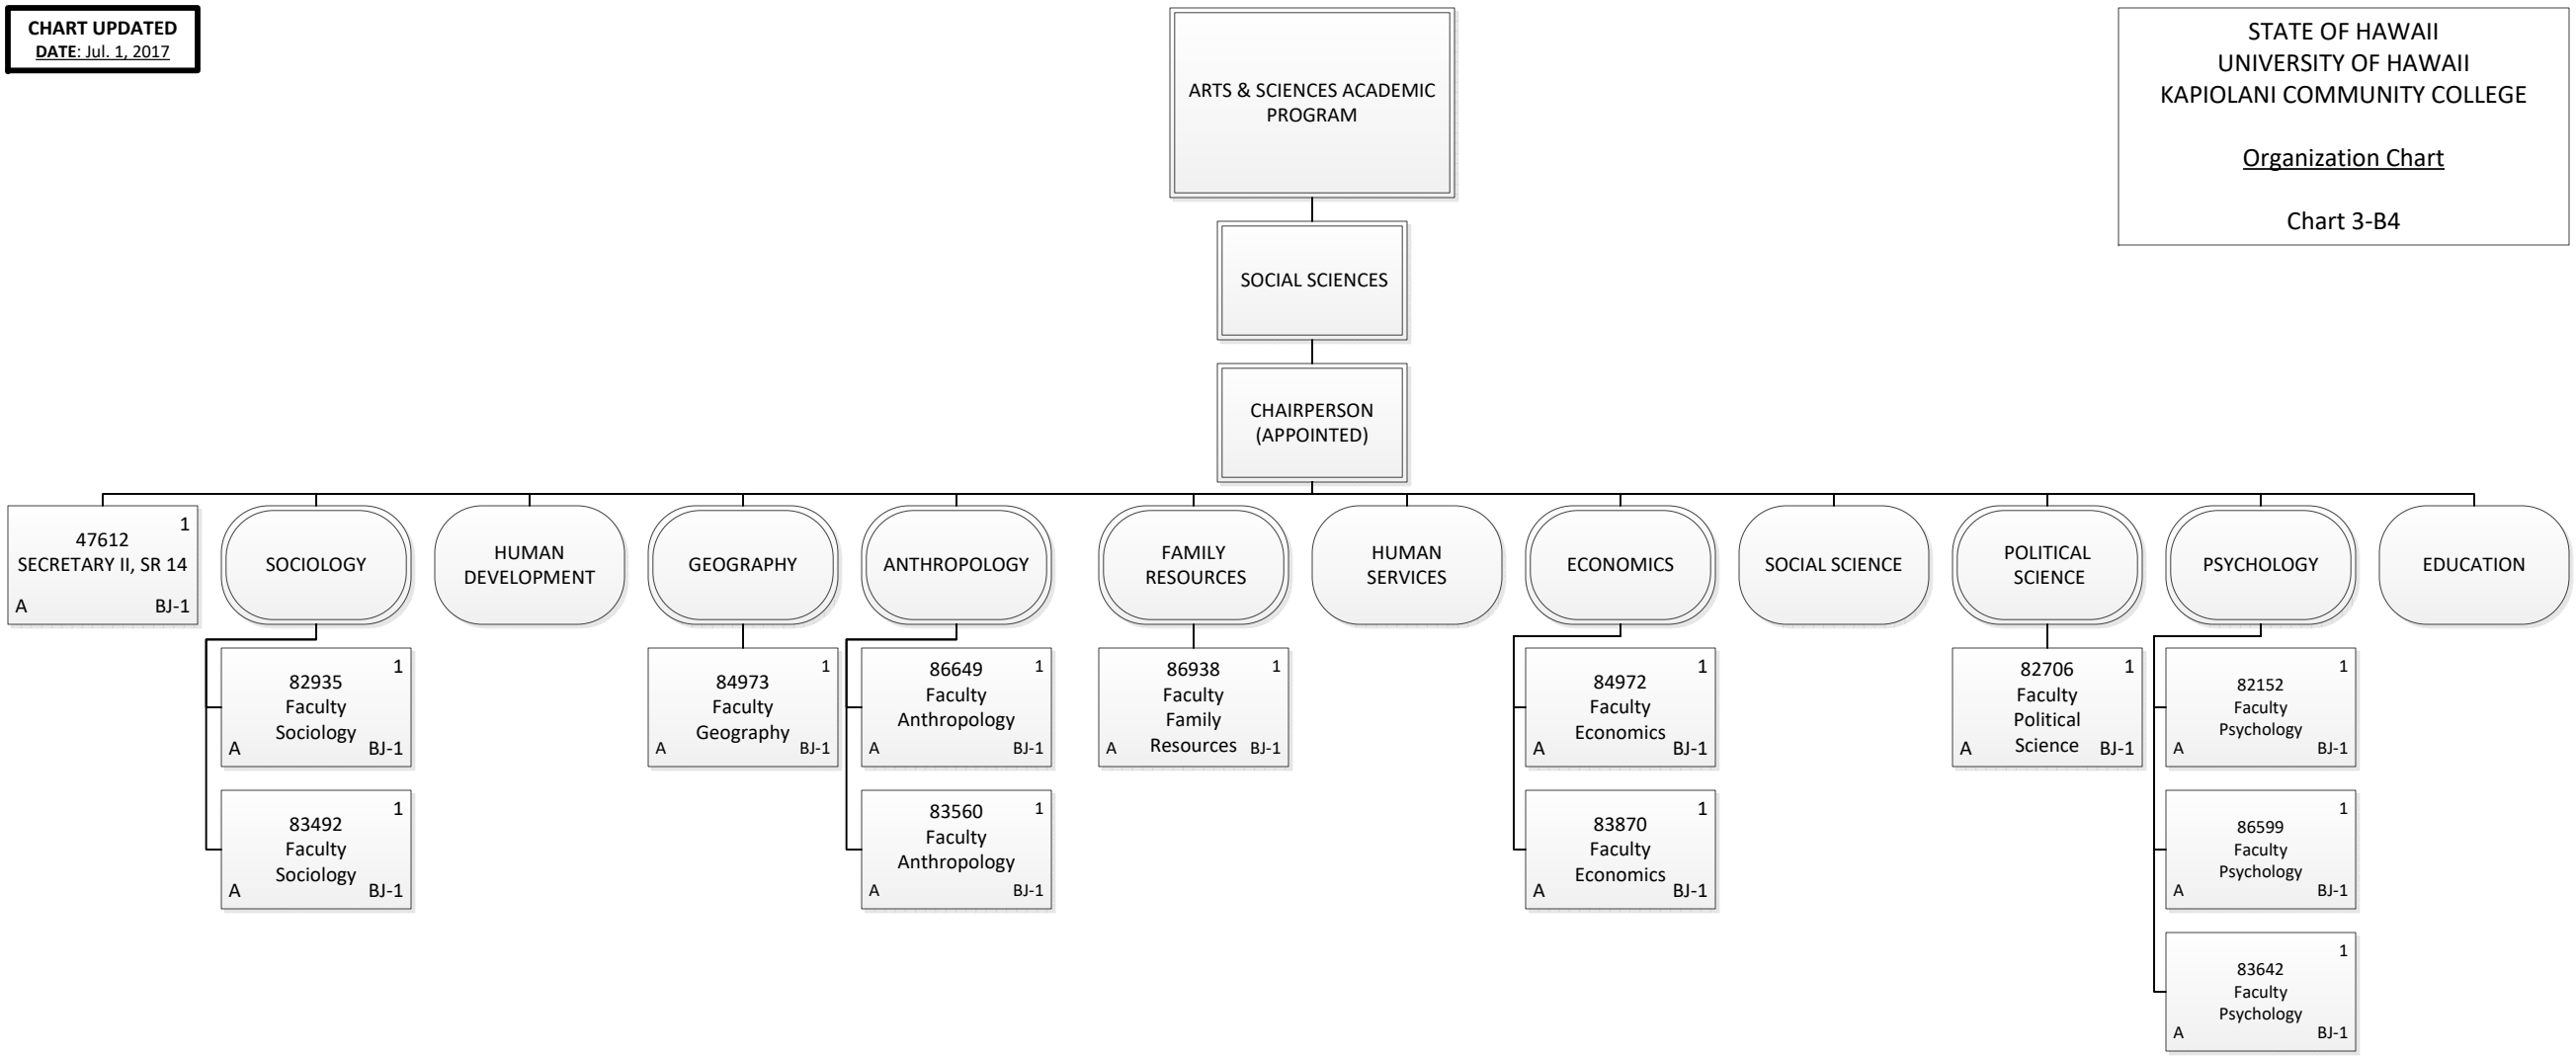 CHART UPDATED
DATE: Jul. 1, 2017
ARTS & SCIENCES ACADEMIC
PROGRAM
STATE OF HAWAII
UNIVERSITY OF HAWAII
KAPIOLANI COMMUNITY COLLEGE
Organization Chart
Chart 3-B4
SOCIAL SCIENCES
CHAIRPERSON
(APPOINTED)
1
47612
SECRETARY II, SR 14
A BJ-1
SOCIOLOGY
HUMAN
DEVELOPMENT
GEOGRAPHY
ANTHROPOLOGY
FAMILY
RESOURCES
HUMAN
SERVICES
ECONOMICS
SOCIAL SCIENCE
POLITICAL
SCIENCE
PSYCHOLOGY
EDUCATION
1
82935
Faculty
Sociology
A BJ-1
1
83492
Faculty
Sociology
A BJ-1
1
84973
Faculty
Geography
A BJ-1
86649 1
Faculty
Anthropology
A BJ-1
83560 1
Faculty
Anthropology
A BJ-1
86938 1
Faculty
Family
Resources
A BJ-1
1
84972
Faculty
Economics
A BJ-1
1
83870
Faculty
Economics
A BJ-1
82706 1
Faculty
Political
Science
A BJ-1
1
82152
Faculty
Psychology
A BJ-1
1
86599
Faculty
Psychology
A BJ-1
1
83642
Faculty
Psychology
A BJ-1